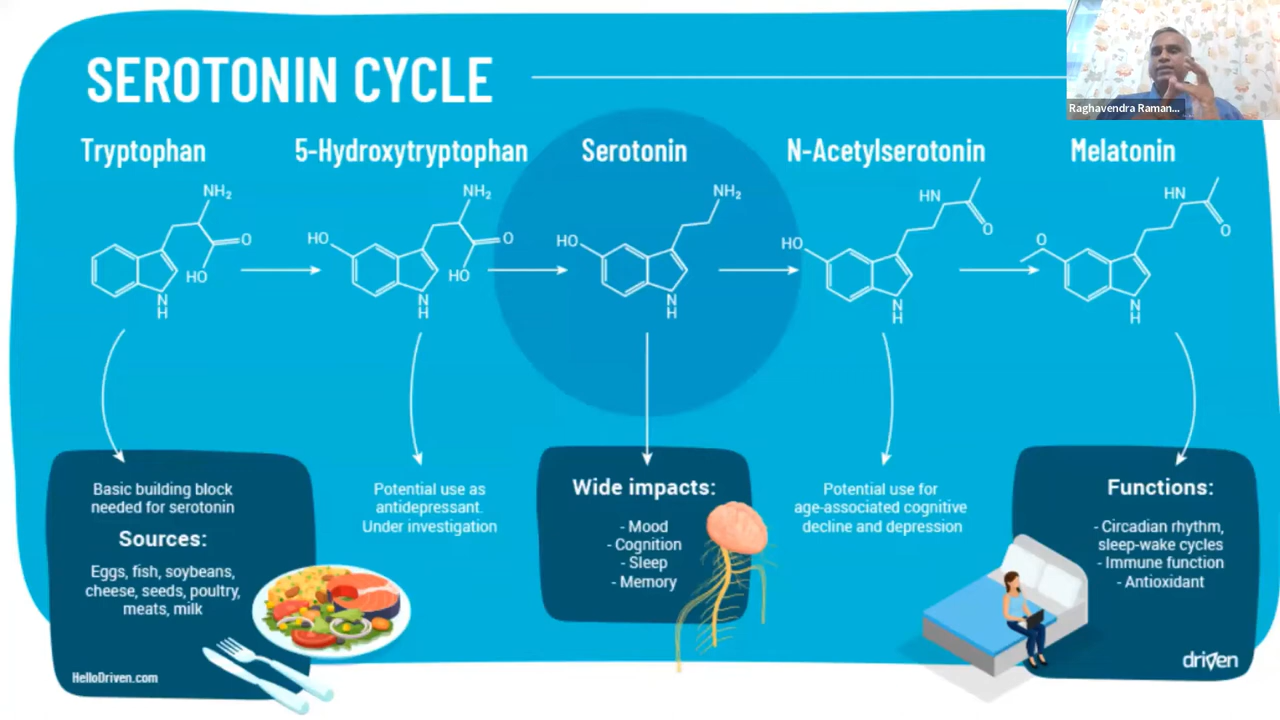 SEROTONIN CYCLE
Raghavendra Raman...
Tryptophan
5-Hydroxytryptophan
Serotonin
N-Acetylserotonin
Melatonin
NH₂
O
HO
N
H
HO
NH₂
O
HO
N
H
HO
NH₂
N
H
HO
HN
O
N
H
O
HN
O
N
H
Basic building block
needed for serotonin
Sources:
Eggs, fish, soybeans,
cheese, seeds, poultry,
meats, milk
HelloDriven.com
Potential use as
antidepressant.
Under investigation
Wide impacts:
- Mood
- Cognition
- Sleep
- Memory
Potential use for
age-associated cognitive
decline and depression
Functions:
- Circadian rhythm,
sleep-wake cycles
- Immune function
- Antioxidant
driven